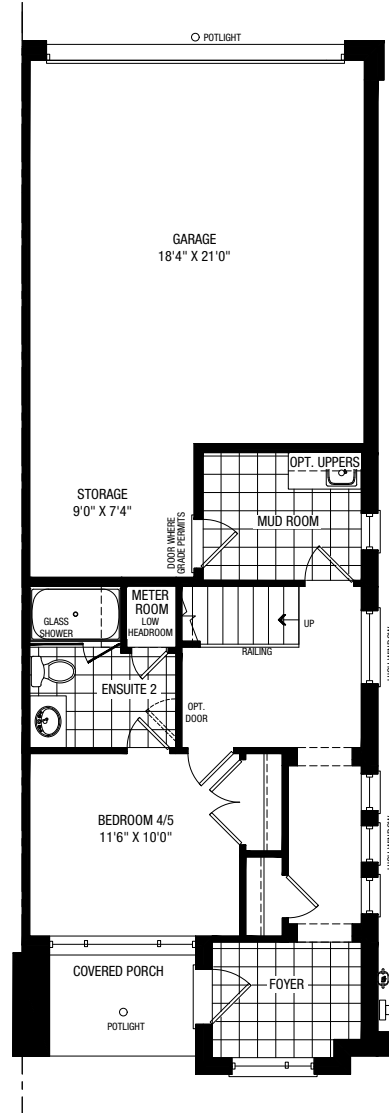 POTLIGHT
GARAGE
18'4" X 21'0"
OPT. UPPERS
STORAGE
9'0" X 7'4"
MUD ROOM
DOOR WHERE
GRADE PERMITS
METER
ROOM
LOW
HEADROOM
GLASS
SHOWER
UP
RAILING
ENSUITE 2
OPT.
DOOR
BEDROOM 4/5
11'6" X 10'0"
COVERED PORCH
FOYER
POTLIGHT